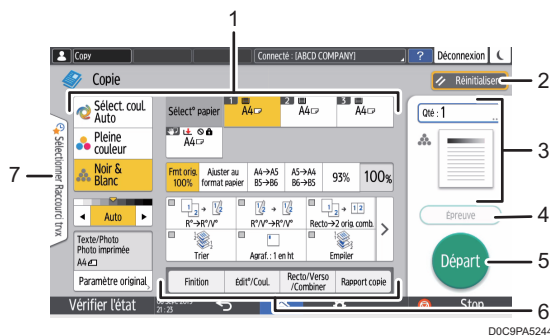 1
Copy
Connecté : [ABCD COMPANY]
?
Déconnexion
Copie
Réinitialiser
2
Sélect. coul.
Auto
Pleine
couleur
Noir &
Blanc
Auto
Texte/Photo
Photo imprimée
A4
Paramètre original
Sélect° papier
1
A4
2
A4
3
A4
A4
Fmt orig.
100%
Ajuster au
format papier
A4→A5
B5→B6
A5→A4
B6→B5
93%
100%
R°→R°/V°
R°/V°→R°/V°
Recto→2 orig. comb.
Trier
Agraf. : 1 en ht
Empiler
Finition
Édit°/Coul.
Recto/Verso
/Combiner
Rapport copie
Qté : 1
3
Épreuve
4
Départ
5
6
7
Sélectionner Raccourci trvx
Vérifier l'état
21 : 23
Stop
D0C9PA5244